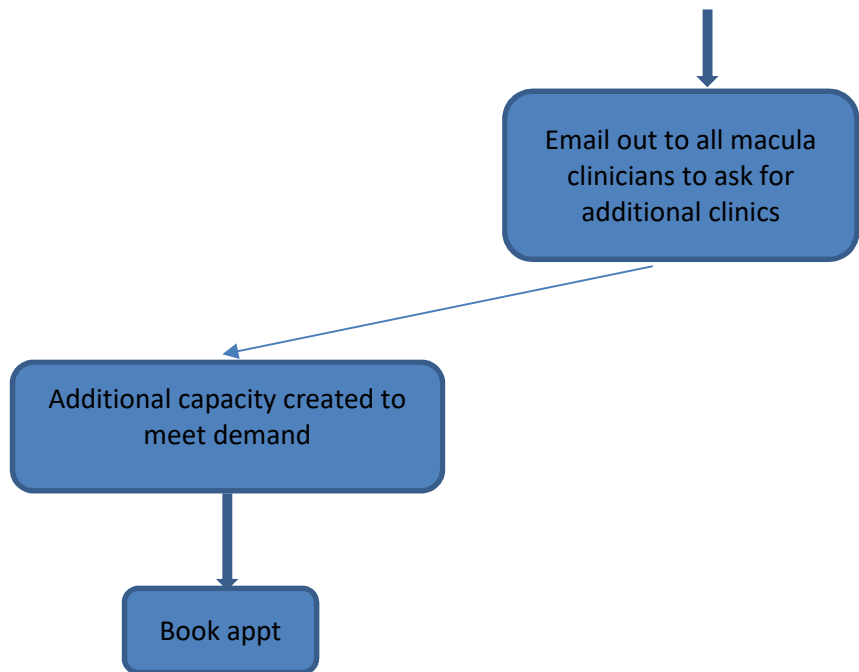 Email out to all macula
clinicians to ask for
additional clinics
Additional capacity created to
meet demand
Book appt